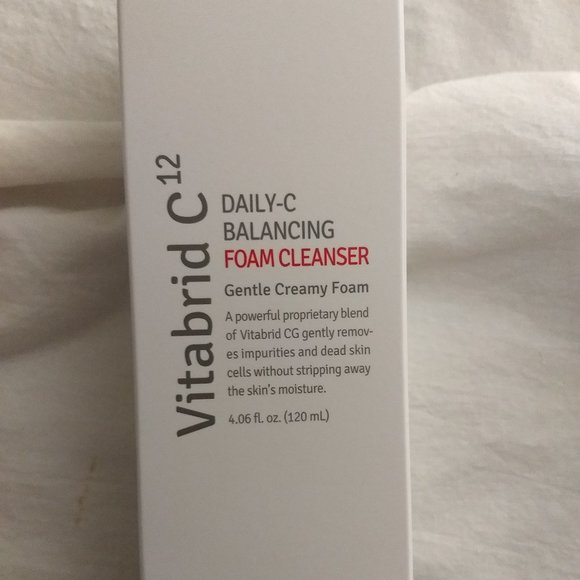 Vitabrid C12
DAILY-C
BALANCING
FOAM CLEANSER
Gentle Creamy Foam
A powerful proprietary blend
of Vitabrid CG gently remov-
es impurities and dead skin
cells without stripping away
the skin's moisture.
4.06 fl. oz. (120 mL)